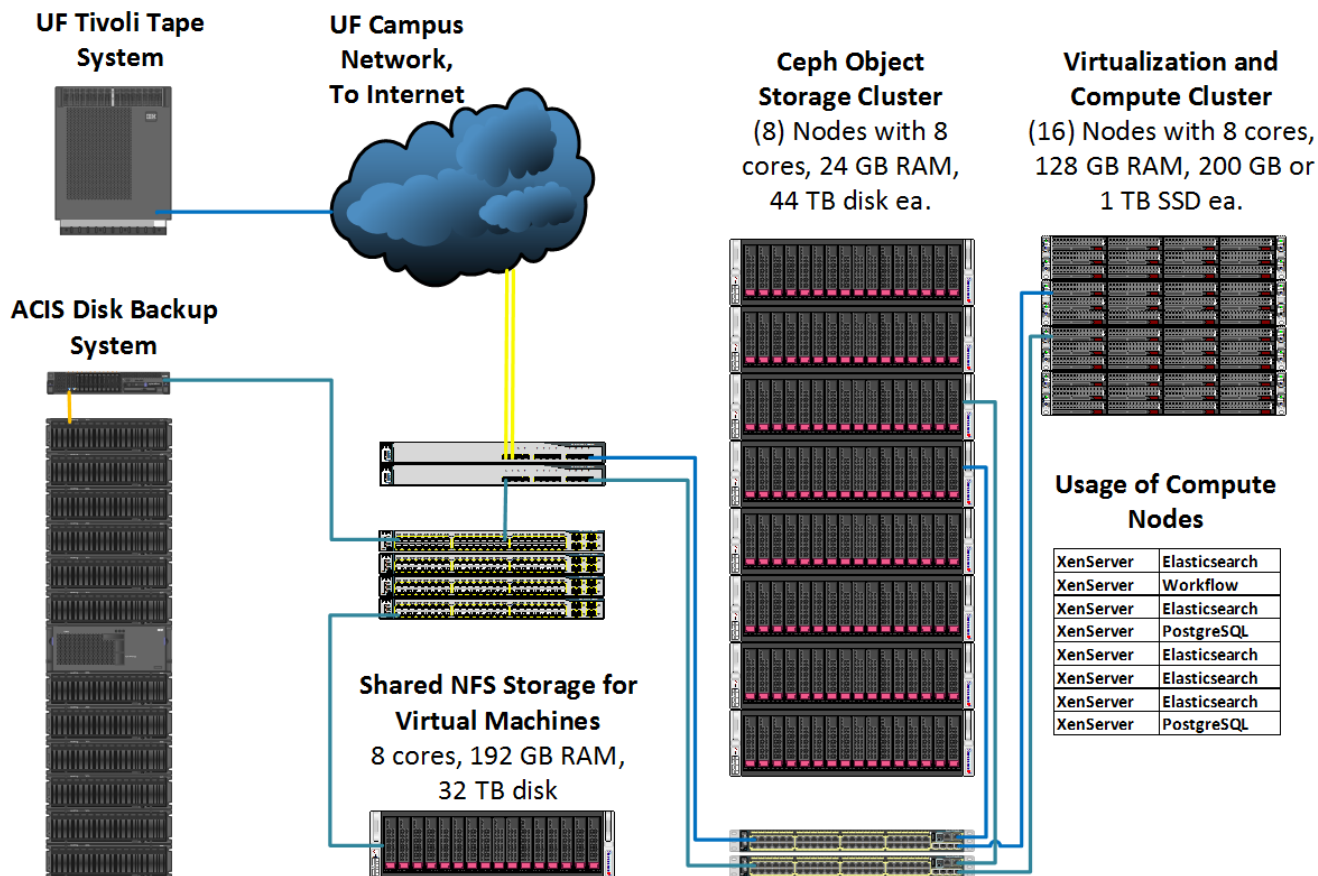 UF Tivoli Tape
System
UF Campus
Network,
To Internet
Ceph Object
Storage Cluster
(8) Nodes with 8
cores, 24 GB RAM,
44 TB disk ea.
Virtualization and
Compute Cluster
(16) Nodes with 8 cores,
128 GB RAM, 200 GB or
1 TB SSD ea.
ACIS Disk Backup
System
Usage of Compute
Nodes
XenServer Elasticsearch
XenServer Workflow
XenServer Elasticsearch
XenServer PostgreSQL
XenServer Elasticsearch
XenServer Elasticsearch
XenServer Elasticsearch
XenServer PostgreSQL
Shared NFS Storage for
Virtual Machines
8 cores, 192 GB RAM,
32 TB disk